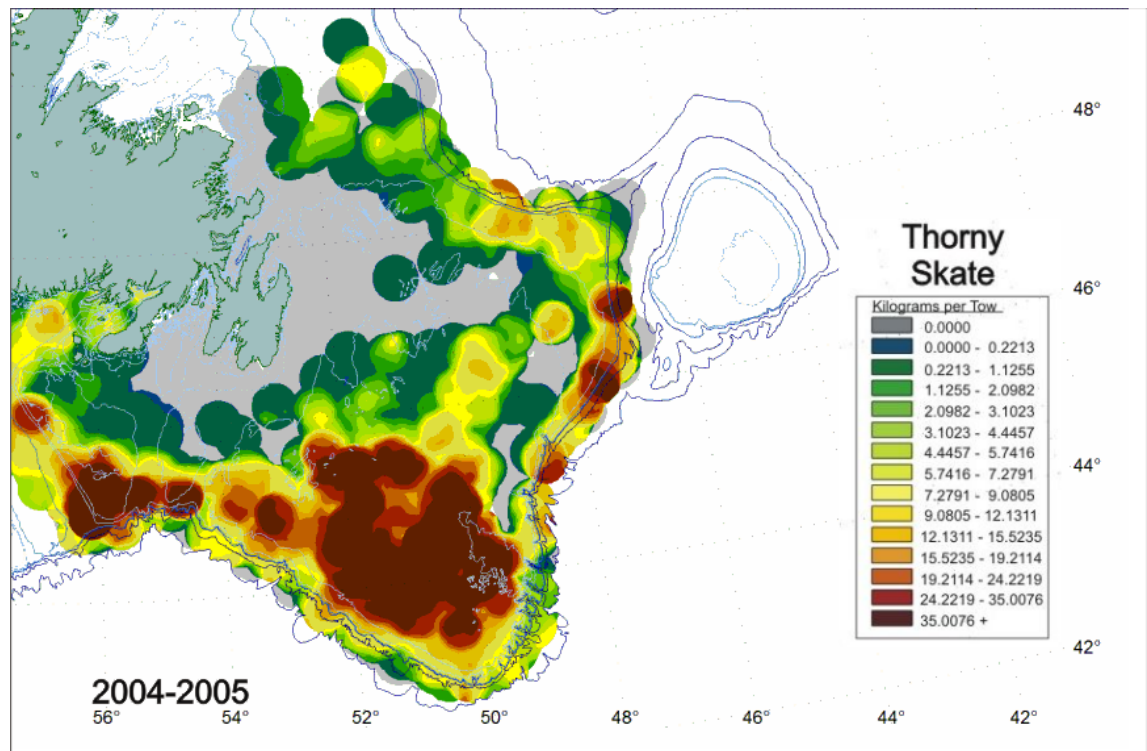 48°
Thorny
Skate
46°
Kilograms per Tow
0.0000
0.0000 - 0.2213
0.2213 - 1.1255
1.1255 - 2.0982
2.0982 - 3.1023
3.1023 - 4.4457
4.4457 - 5.7416
5.7416 - 7.2791
7.2791 - 9.0805
9.0805 - 12.1311
12.1311 - 15.5235
15.5235 - 19.2114
19.2114 - 24.2219
24.2219 - 35.0076
35.0076 +
44°
42°
2004-2005
56° 54° 52° 50° 48° 46° 44° 42°